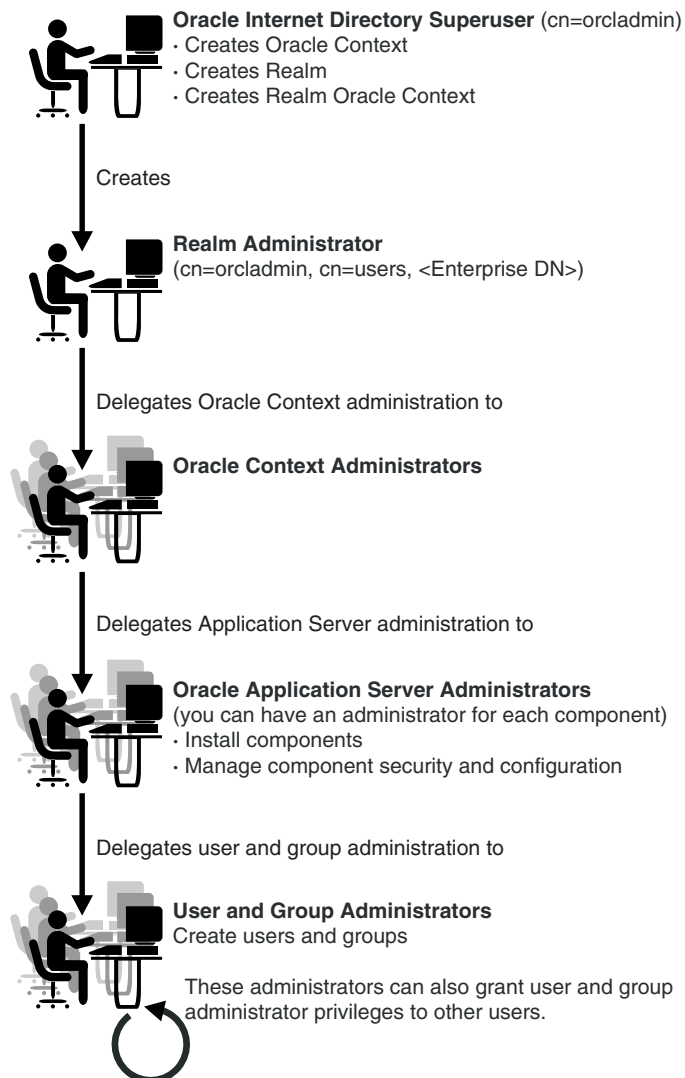 Oracle Internet Directory Superuser (cn=orcladmin)
· Creates Oracle Context
· Creates Realm
· Creates Realm Oracle Context
Creates
Realm Administrator
(cn=orcladmin, cn=users, <Enterprise DN>)
Delegates Oracle Context administration to
Oracle Context Administrators
Delegates Application Server administration to
Oracle Application Server Administrators
(you can have an administrator for each component)
· Install components
· Manage component security and configuration
Delegates user and group administration to
User and Group Administrators
Create users and groups
These administrators can also grant user and group
administrator privileges to other users.